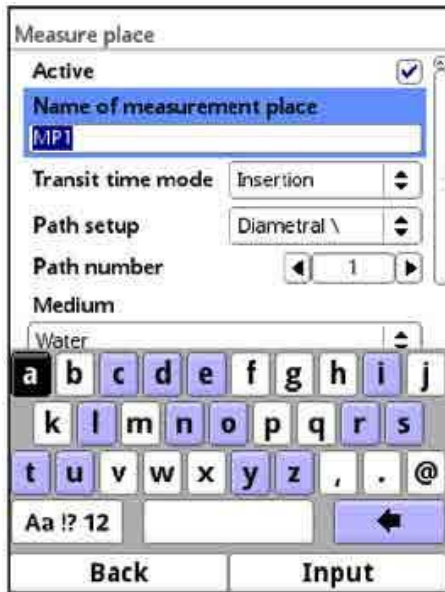 Measure place
Active
Name of measurement place
MP1
Transit time mode Insertion
Path setup Diametral \
Path number 1
Medium
Water
a b c d e f g h i j
k l m n o p q r s
t u v w x y z , . @
Aa !? 12
Back Input